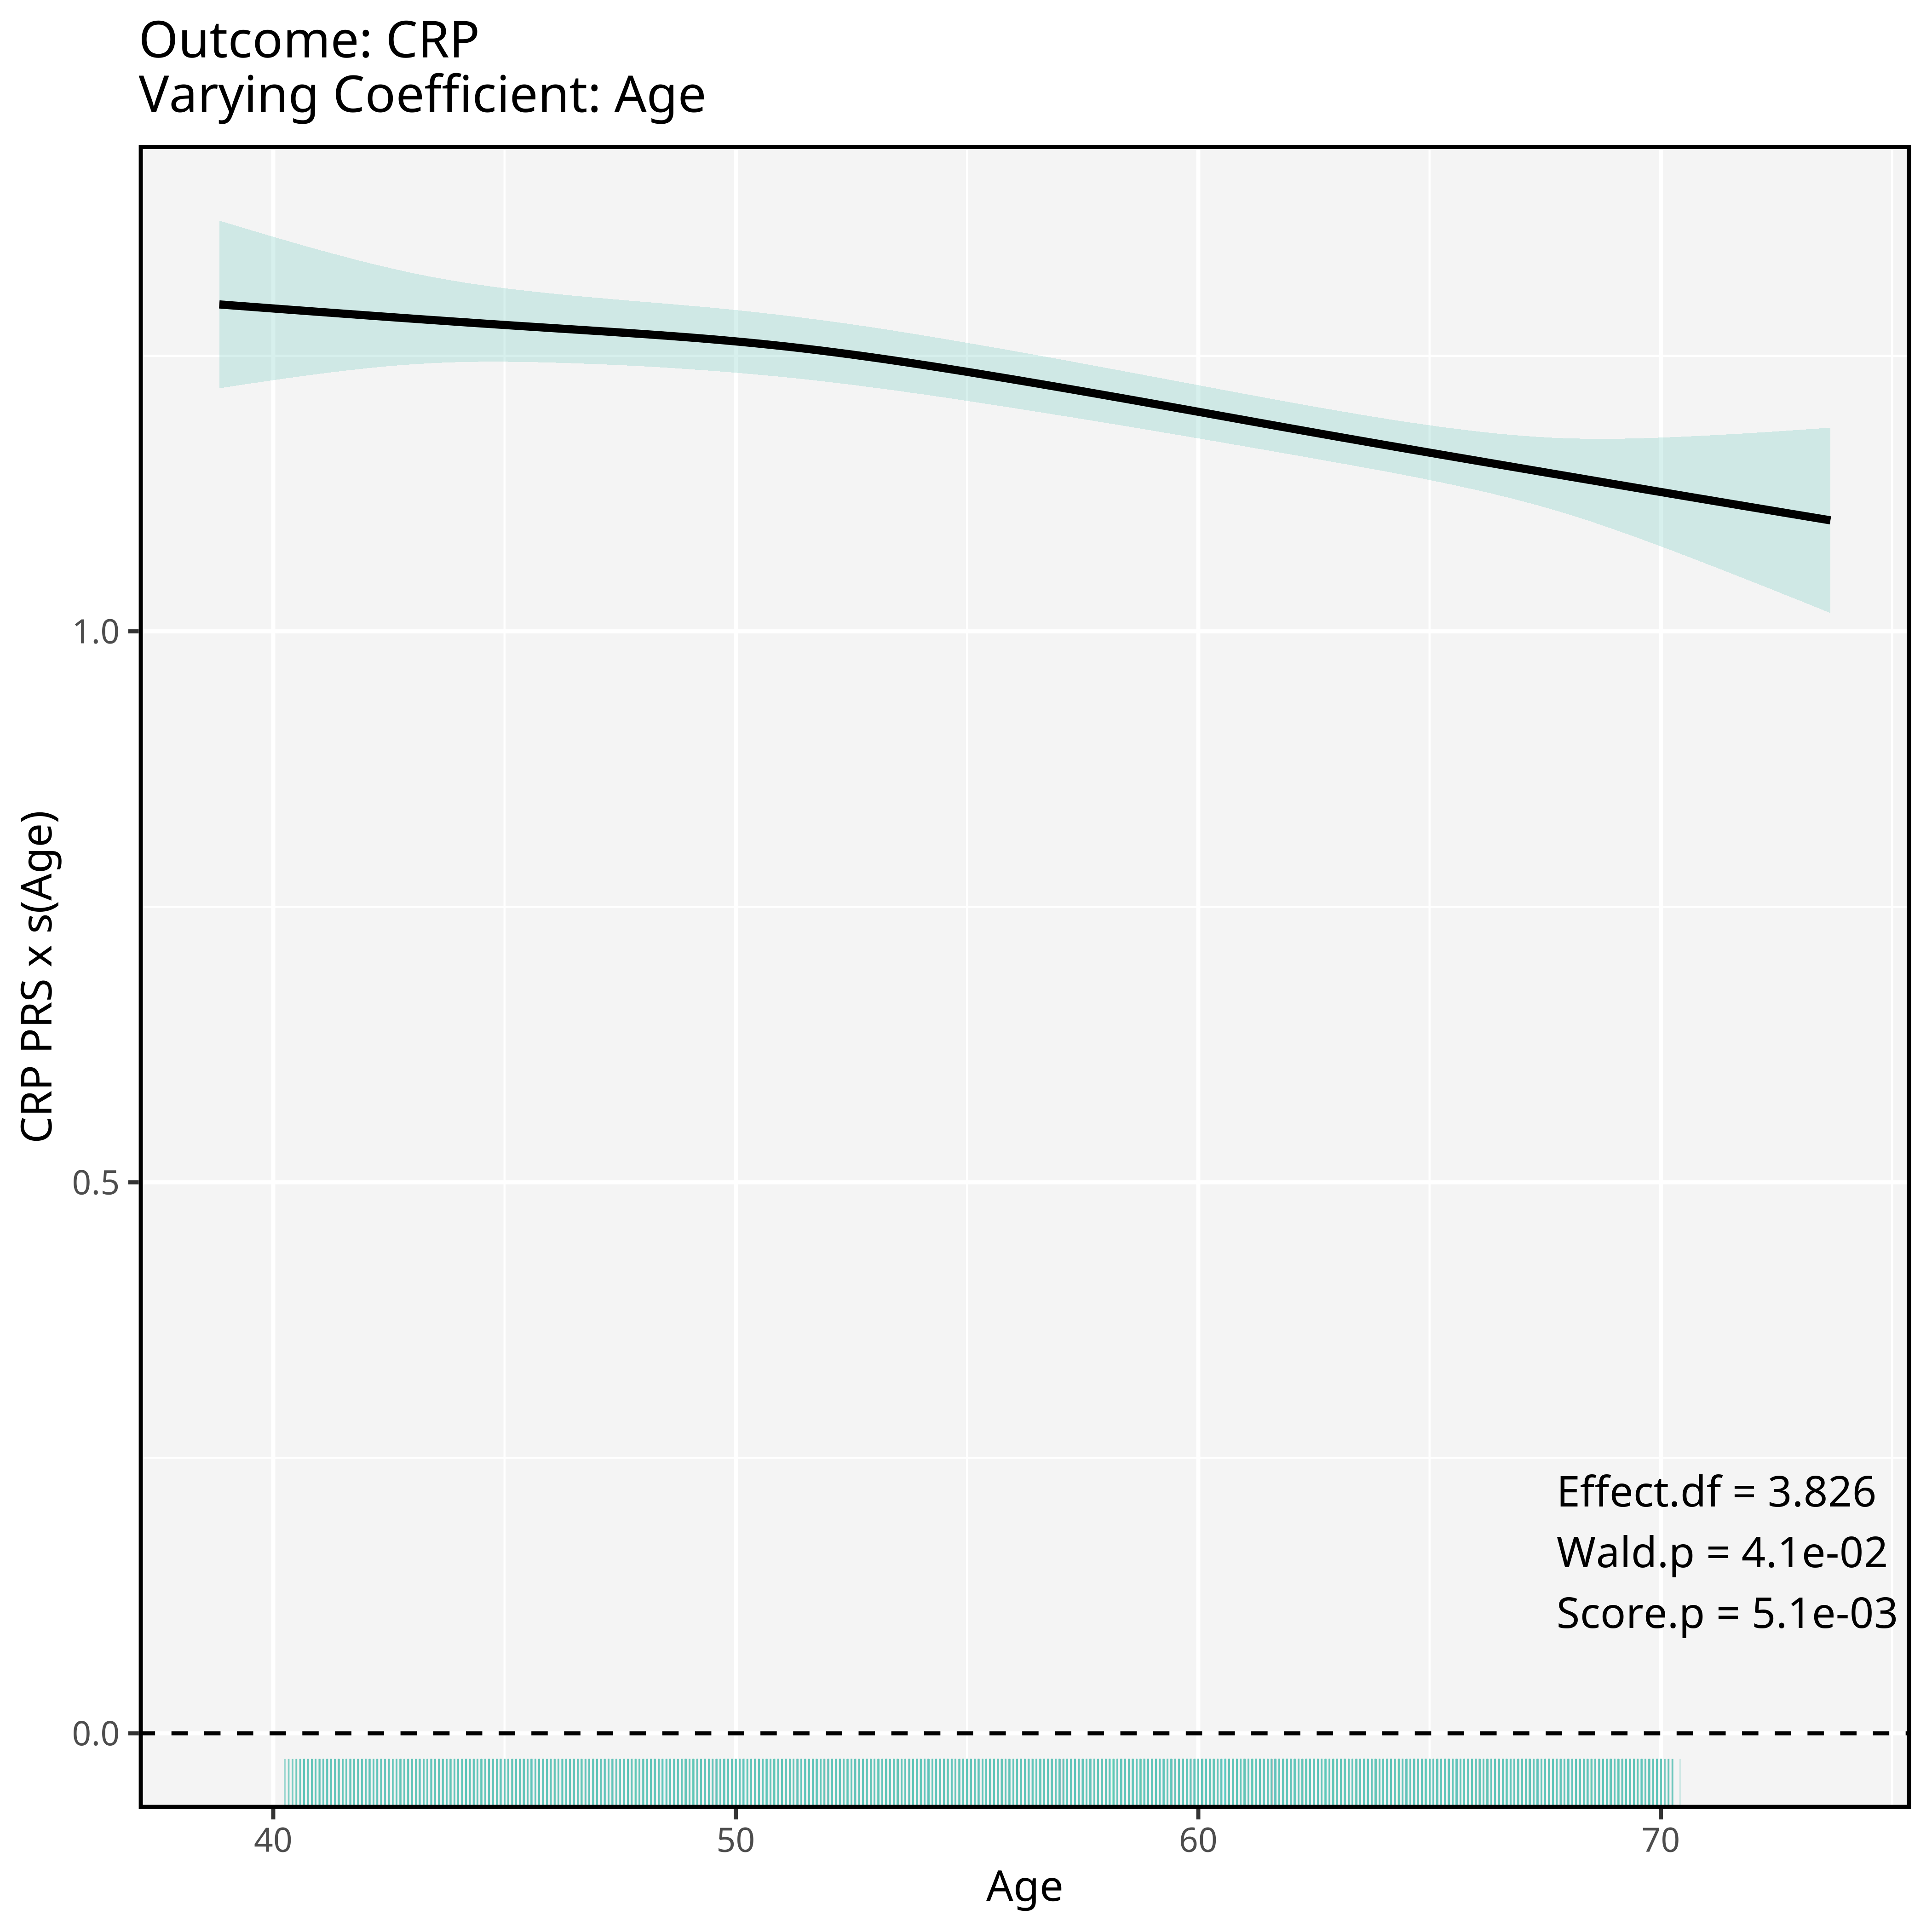 Outcome: CRP
Varying Coefficient: Age
CRP PRS x s(Age)
1.0
0.5
0.0
Effect.df = 3.826
Wald.p = 4.1e-02
Score.p = 5.1e-03
40 50 60 70
Age